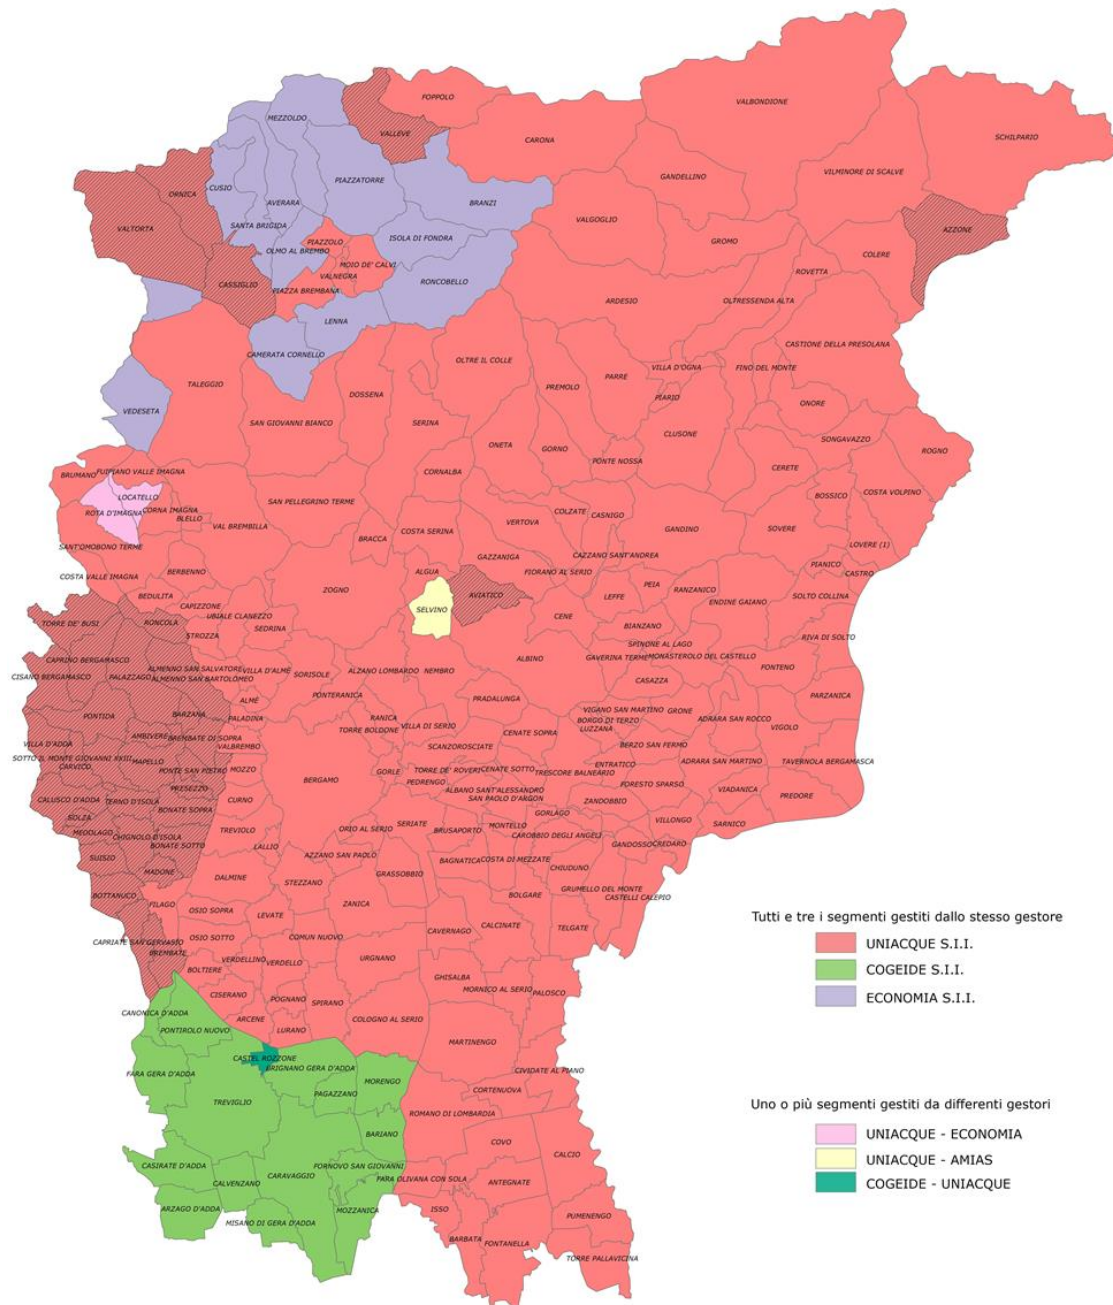 FOPPOLO
VALBONDIONE
MEZZOLDO
VALLEVE
CARONA
SCHILPARIO
VILMINORE DI SCALVE
PIAZZATORRE
GANDELLINO
ORNICA
CUSIO
AVERARA
BRANZI
VALTORTA
SANTA BRIGIDA
VALGOGLIO
AZZONE
ISOLA DI FONDRA
GROMO
OLMO AL BREMBO
PIAZZOLO
MOIO DE' CALVI
COLERE
ROVETTA
VALNEGRA
RONCOBELLO
CASSIGLIO
PIAZZA BREMBANA
ARDESIO
OLTRESSENDA ALTA
LENNA
CASTIONE DELLA PRESOLANA
CAMERATA CORNELLO
OLTRE IL COLLE
VILLA D'OGNA
FINO DEL MONTE
TALEGGIO
PARRE
PREMOLO
DOSSENA
PIARIO
ONORE
VEDESETA
SAN GIOVANNI BIANCO
SERINA
CLUSONE
SONGAVAZZO
ONETA
GORNO
ROGNO
PONTE NOSSA
CERETE
BRUMANO
FUIPIANO VALLE IMAGNA
CORNALBA
COSTA VOLPINO
LOCATELLO
BOSSICO
SAN PELLEGRINO TERME
ROTA D'IMAGNA
CORNA IMAGNA
BLELLO
COLZATE
CASNIGO
VERTOVA
VAL BREMBILLA
GANDINO
SOVERE
COSTA SERINA
BRACCA
SANT'OMOBONO TERME
LOVERE (1)
GAZZANIGA
CAZZANO SANT'ANDREA
PIANICO
CASTRO
COSTA VALLE IMAGNA
BERBENNO
ALGUA
FIORANO AL SERIO
PEIA
ZOGNO
RANZANICO
BEDULITA
AVIATICO
LEFFE
ENDINE GAIANO
SOLTO COLLINA
CAPIZZONE
SELVINO
UBIALE CLANEZZO
CENE
TORRE DE' BUSI
RONCOLA
BIANZANO
SEDRINA
STROZZA
RIVA DI SOLTO
SPINONE AL LAGO
CAPRINO BERGAMASCO
ALBINO
GAVERINA TERME
MONASTEROLO DEL CASTELLO
ALMENNO SAN SALVATORE
VILLA D'ALMÈ
ALZANO LOMBARDO
NEMBRO
FONTENO
CISANO BERGAMASCO
PALAZZAGO
ALMENNO SAN BARTOLOMEO
SORISOLE
CASAZZA
PONTERANICA
PRADALUNGA
PARZANICA
ALMÈ
VIGANO SAN MARTINO
GRONE
PONTIDA
BARZANA
PALADINA
RANICA
VILLA DI SERIO
BORGO DI TERZO
ADRARA SAN ROCCO
VIGOLO
TORRE BOLDONE
CENATE SOPRA
LUZZANA
AMBIVERE
BREMBATE DI SOPRA
VILLA D'ADDA
VALBREMBO
SCANZOROSCIATE
BERZO SAN FERMO
SOTTO IL MONTE GIOVANNI XXIII
MAPELLO
ADRARA SAN MARTINO
TAVERNOLA BERGAMASCA
CARVICO
PONTE SAN PIETRO
MOZZO
GORLE
TORRE DE' ROVERI
CENATE SOTTO
TRESCORE BALNEARIO
ENTRATICO
BERGAMO
PEDRENGO
FORESTO SPARSO
PRESEZZO
ALBANO SANT'ALESSANDRO
VIADANICA
PREDORE
CALUSCO D'ADDA
TERNO D'ISOLA
CURNO
SAN PAOLO D'ARGON
ZANDOBBIO
BONATE SOPRA
SOLZA
GORLAGO
VILLONGO
SARNICO
MEDOLAGO
TREVIOLO
ORIO AL SERIO
SERIATE
MONTELLO
CHIGNOLO D'ISOLA
BRUSAPORTO
CAROBBIO DEGLI ANGELI
GANDOSSO
CREDARO
BONATE SOTTO
LALLIO
SUISIO
AZZANO SAN PAOLO
BAGNATICA
COSTA DI MEZZATE
MADONE
DALMINE
GRASSOBBIO
CHIUDUNO
STEZZANO
GRUMELLO DEL MONTE
BOTTANUCO
BOLGARE
CASTELLI CALEPIO
FILAGO
OSIO SOPRA
ZANICA
LEVATE
CALCINATE
CAVERNAGO
TELGATE
CAPRIATE SAN GERVASIO
OSIO SOTTO
COMUN NUOVO
BREMBATE
VERDELLINO
VERDELLO
URGNANO
BOLTIERE
GHISALBA
MORNICO AL SERIO
PALOSCO
CISERANO
POGNANO
SPIRANO
CANONICA D'ADDA
ARCENE
COLOGNO AL SERIO
PONTIROLO NUOVO
LURANO
MARTINENGO
CASTEL ROZZONE
BRIGNANO GERA D'ADDA
FARA GERA D'ADDA
CIVIDATE AL PIANO
MORENGO
PAGAZZANO
CORTENUOVA
TREVIGLIO
ROMANO DI LOMBARDIA
BARIANO
COVO
CALCIO
CASIRATE D'ADDA
CARAVAGGIO
FORNOVO SAN GIOVANNI
FARA OLIVANA CON SOLA
CALVENZANO
ANTEGNATE
ARZAGO D'ADDA
MOZZANICA
ISSO
MISANO DI GERA D'ADDA
PUMENENGO
BARBATA
FONTANELLA
TORRE PALLAVICINA
Tutti e tre i segmenti gestiti dallo stesso gestore
UNIACQUE S.I.I.
COGEIDE S.I.I.
ECONOMIA S.I.I.
Uno o più segmenti gestiti da differenti gestori
UNIACQUE - ECONOMIA
UNIACQUE - AMIAS
COGEIDE - UNIACQUE